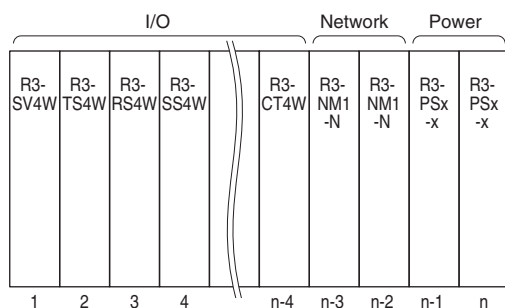 I/O Network Power
R3- R3- R3- R3- R3- R3- R3- R3- R3-
SV4W TS4W RS4W SS4W CT4W NM1 NM1 PSx PSx
-N -N -x -x
1 2 3 4 n-4 n-3 n-2 n-1 n